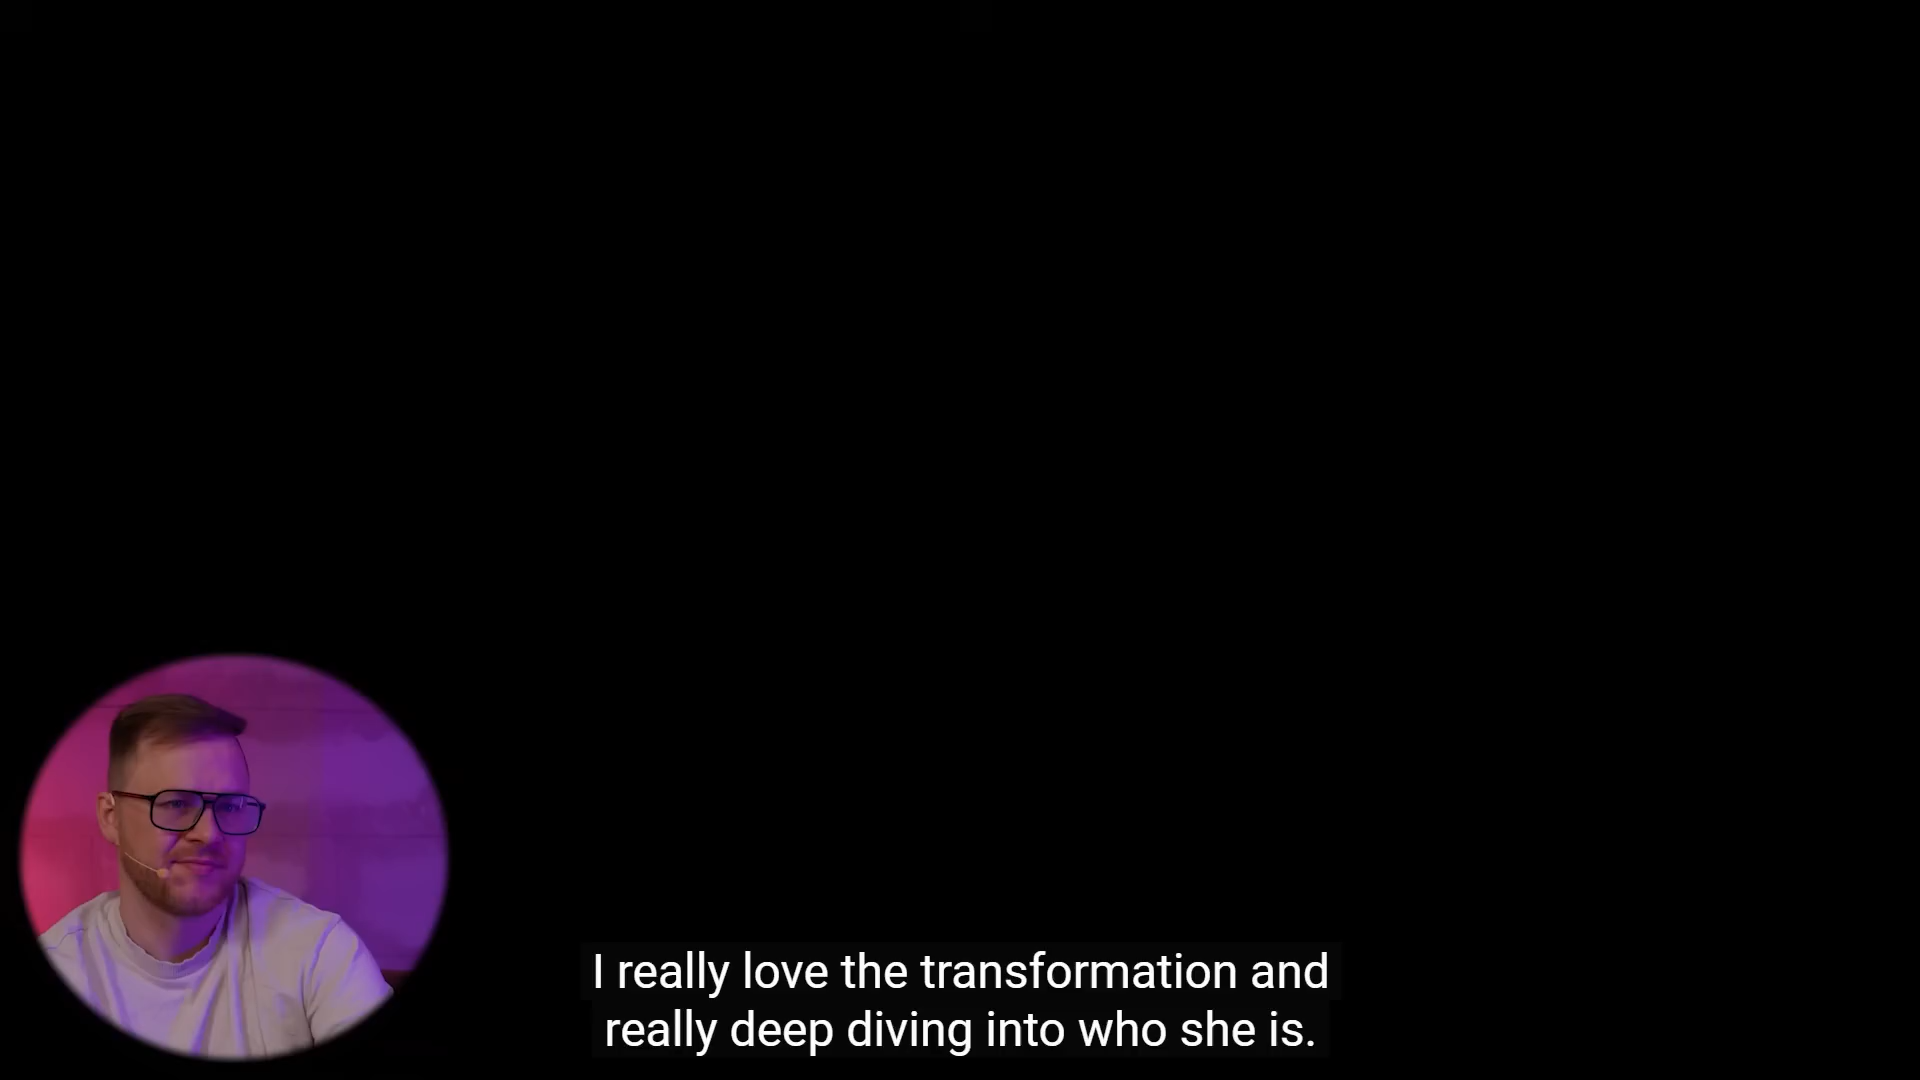 I really love the transformation and
really deep diving into who she is.